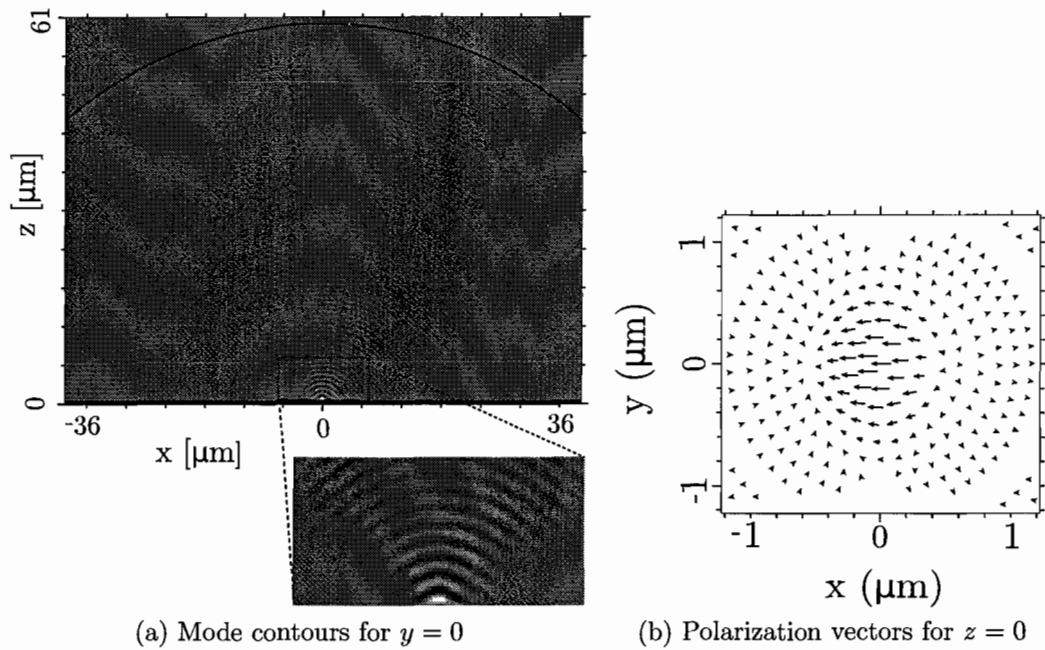 61
z [μm]
0
-36
0
36
x [μm]
1
0
-1
y (μm)
-1
0
1
x (μm)
(a) Mode contours for y = 0
(b) Polarization vectors for z = 0